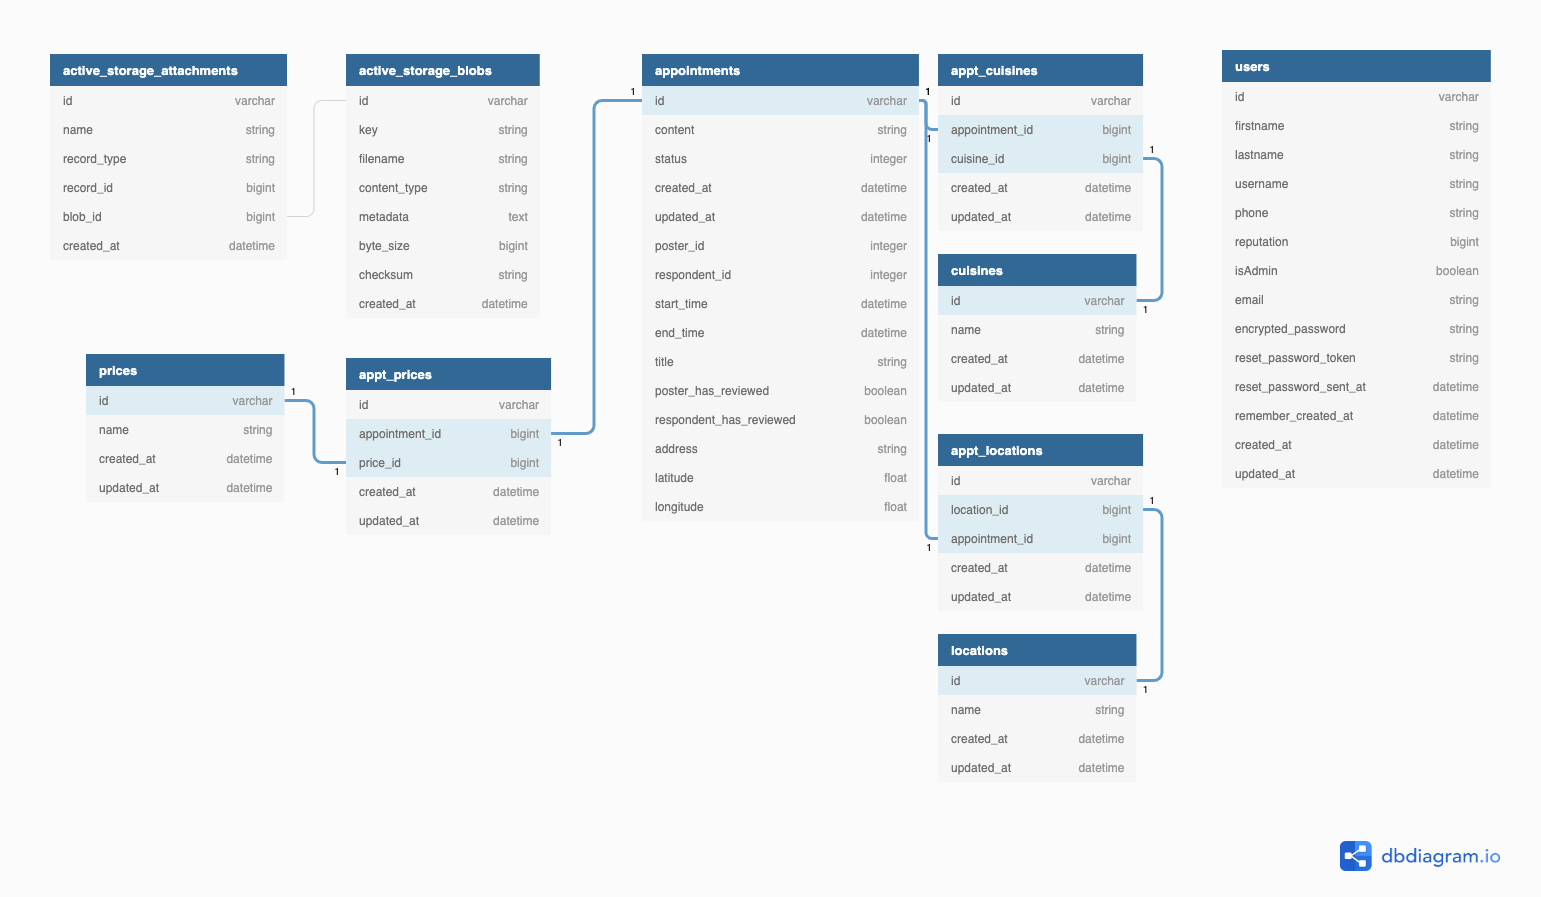 active_storage_attachments
id varchar
name string
record_type string
record_id bigint
blob_id bigint
created_at datetime
active_storage_blobs
id varchar
key string
filename string
content_type string
metadata text
byte_size bigint
checksum string
created_at datetime
prices
id varchar
name string
created_at datetime
updated_at datetime
1
1
appt_prices
id varchar
appointment_id bigint
price_id bigint
created_at datetime
updated_at datetime
1
1
appointments
id varchar
content string
status integer
created_at datetime
updated_at datetime
poster_id integer
respondent_id integer
start_time datetime
end_time datetime
title string
poster_has_reviewed boolean
respondent_has_reviewed boolean
address string
latitude float
longitude float
1
1
1
appt_cuisines
id varchar
appointment_id bigint
cuisine_id bigint
created_at datetime
updated_at datetime
1
cuisines
id varchar
name string
created_at datetime
updated_at datetime
1
appt_locations
id varchar
location_id bigint
appointment_id bigint
created_at datetime
updated_at datetime
1
1
locations
id varchar
name string
created_at datetime
updated_at datetime
1
users
id varchar
firstname string
lastname string
username string
phone string
reputation bigint
isAdmin boolean
email string
encrypted_password string
reset_password_token string
reset_password_sent_at datetime
remember_created_at datetime
created_at datetime
updated_at datetime
dbdiagram.io